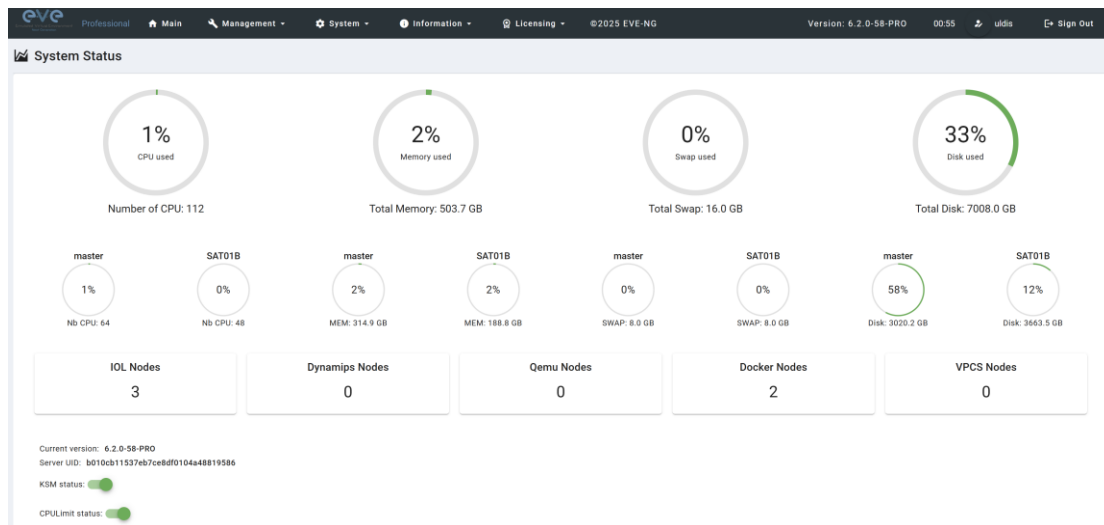 eve Professional Main Management System Information Licensing ©2025 EVE-NG Version: 6.2.0-58-PRO 00:55 uldis Sign Out
System Status
1% 2% 0% 33%
CPU used Memory used Swap used Disk used
Number of CPU: 112 Total Memory: 503.7 GB Total Swap: 16.0 GB Total Disk: 7008.0 GB
master SAT01B master SAT01B master SAT01B master SAT01B
1% 0% 2% 2% 0% 0% 58% 12%
Nb CPU: 64 Nb CPU: 48 MEM: 314.9 GB MEM: 188.8 GB SWAP: 8.0 GB SWAP: 8.0 GB Disk: 3020.2 GB Disk: 3663.5 GB
IOL Nodes Dynamips Nodes Qemu Nodes Docker Nodes VPCS Nodes
3 0 0 2 0
Current version: 6.2.0-58-PRO
Server UID: b010cb11537eb7ce8df0104a48819586
KSM status:
CPULimit status: